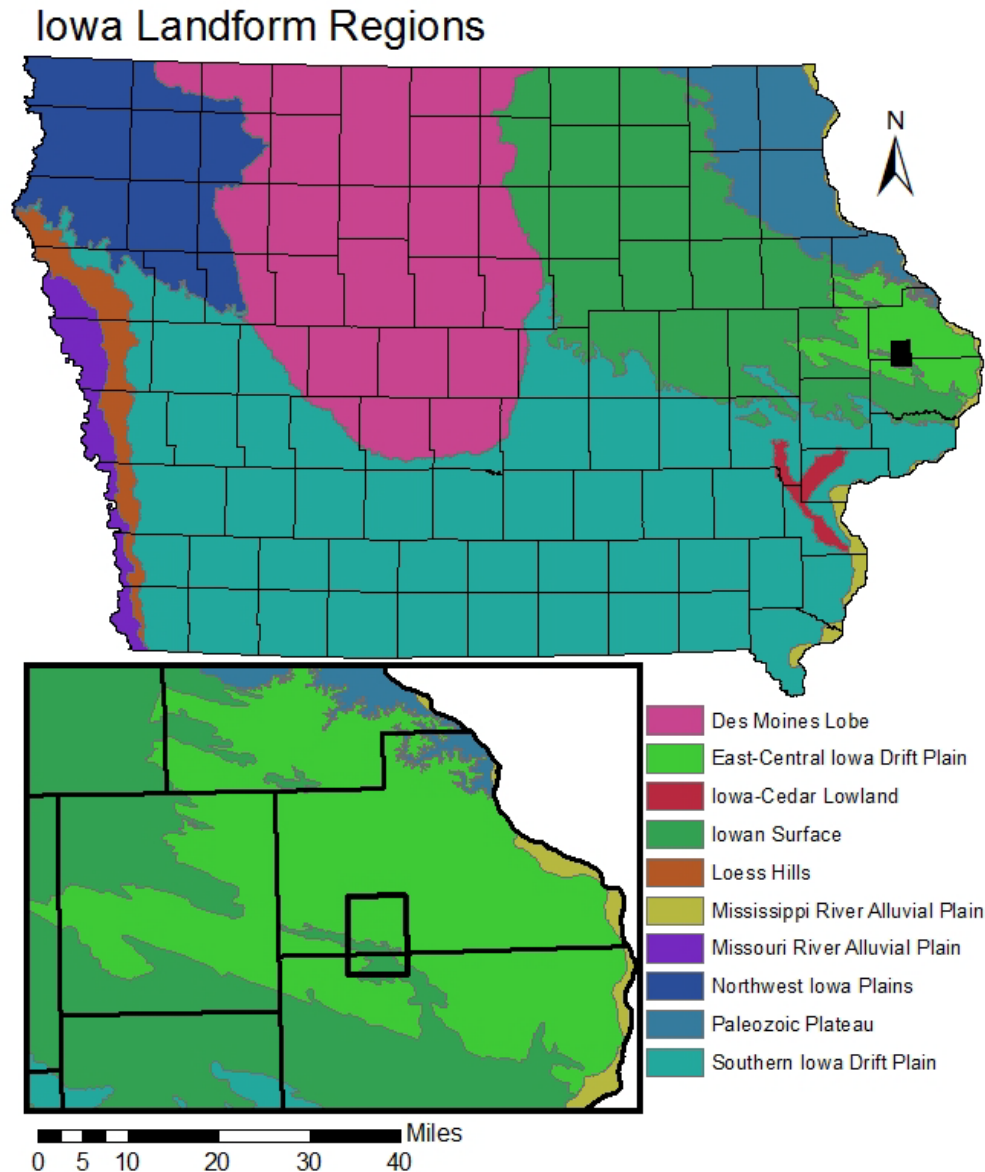 Iowa Landform Regions
N
Des Moines Lobe
East-Central Iowa Drift Plain
Iowa-Cedar Lowland
Iowan Surface
Loess Hills
Mississippi River Alluvial Plain
Missouri River Alluvial Plain
Northwest Iowa Plains
Paleozoic Plateau
Southern Iowa Drift Plain
Miles
0 5 10 20 30 40